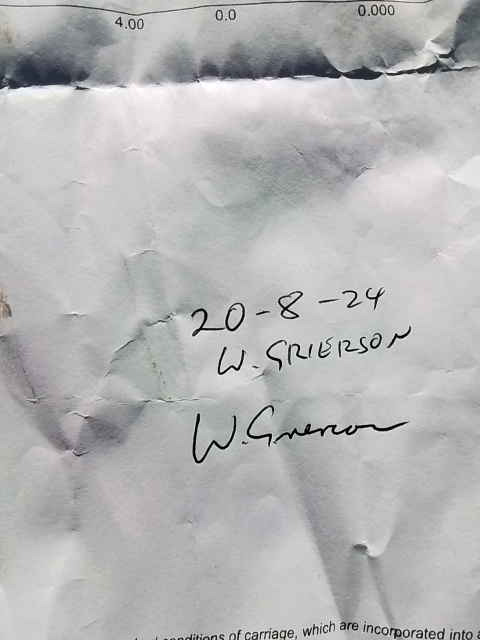 4.00 0.0 0.000
20-8-24
W. GRIERSON
W. Grierson
conditions of carriage, which are incorporated into